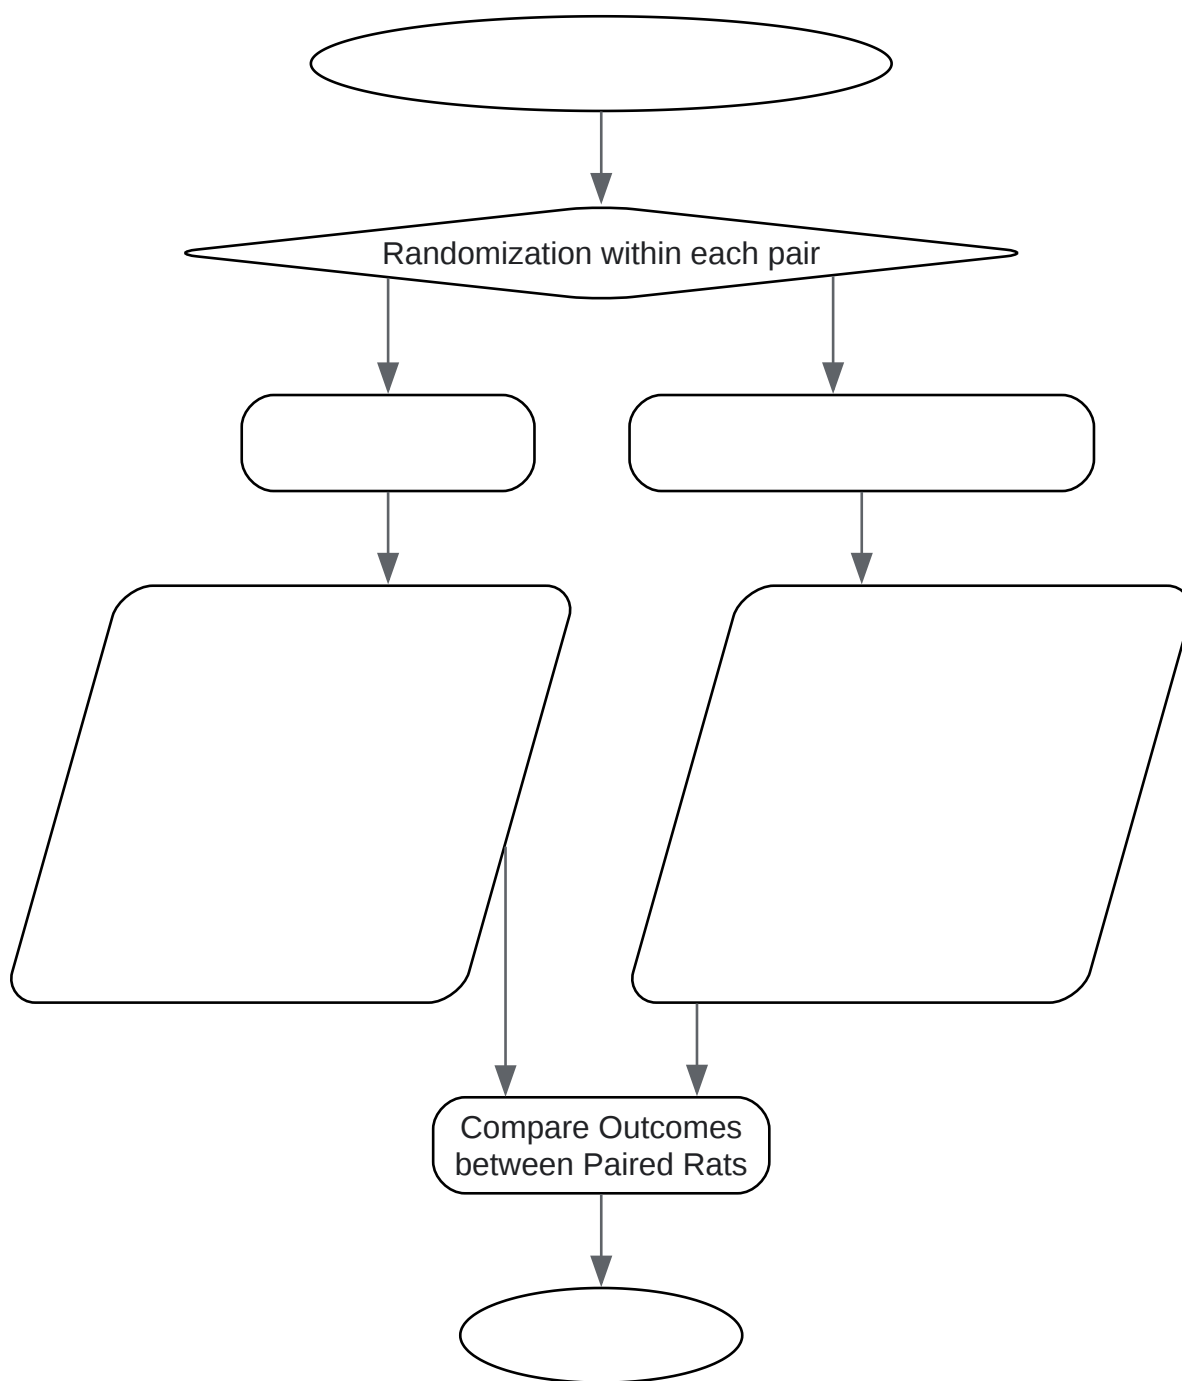 Randomization within each pair
Compare Outcomes
between Paired Rats